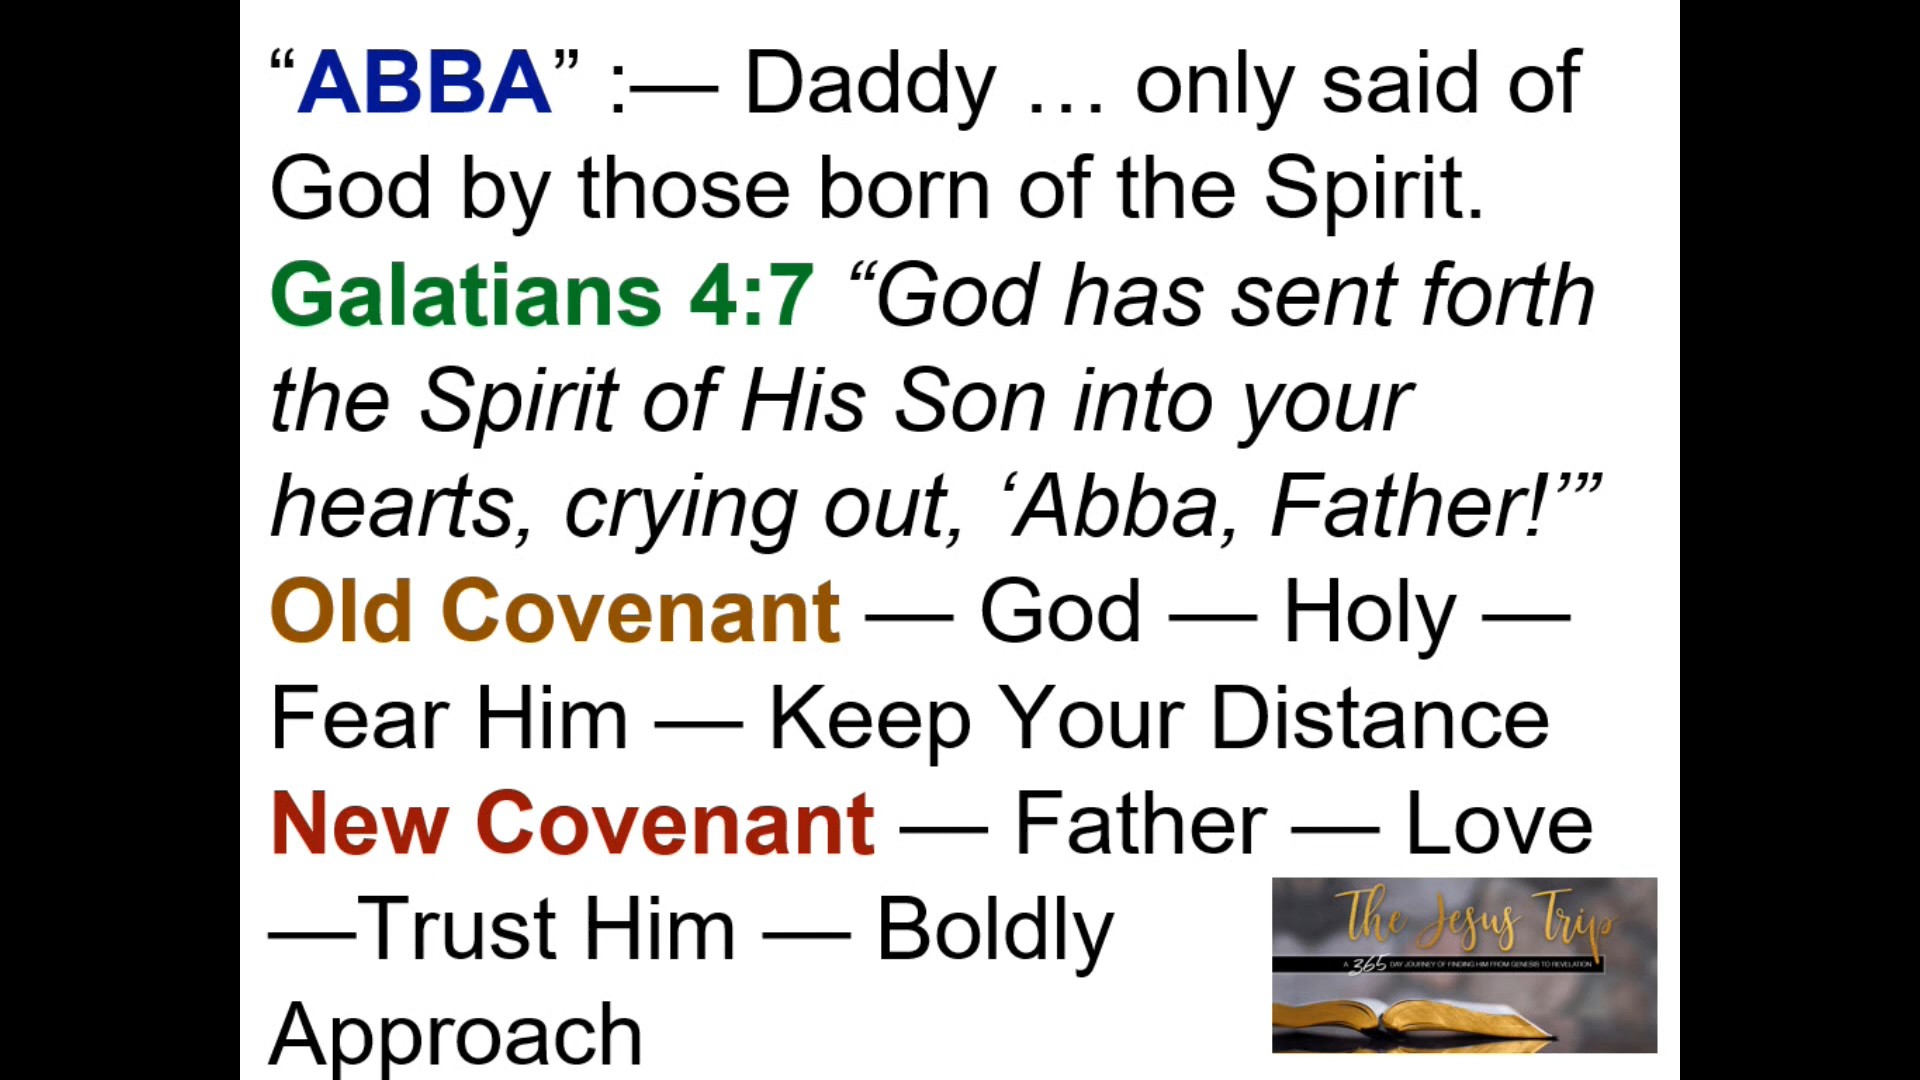 “ABBA” :— Daddy … only said of
God by those born of the Spirit.
Galatians 4:7 “God has sent forth
the Spirit of His Son into your
hearts, crying out, ‘Abba, Father!’”
Old Covenant — God — Holy —
Fear Him — Keep Your Distance
New Covenant — Father — Love
—Trust Him — Boldly
Approach
The Jesus Trip
A 365 DAY JOURNEY OF FINDING HIM FROM GENESIS TO REVELATION